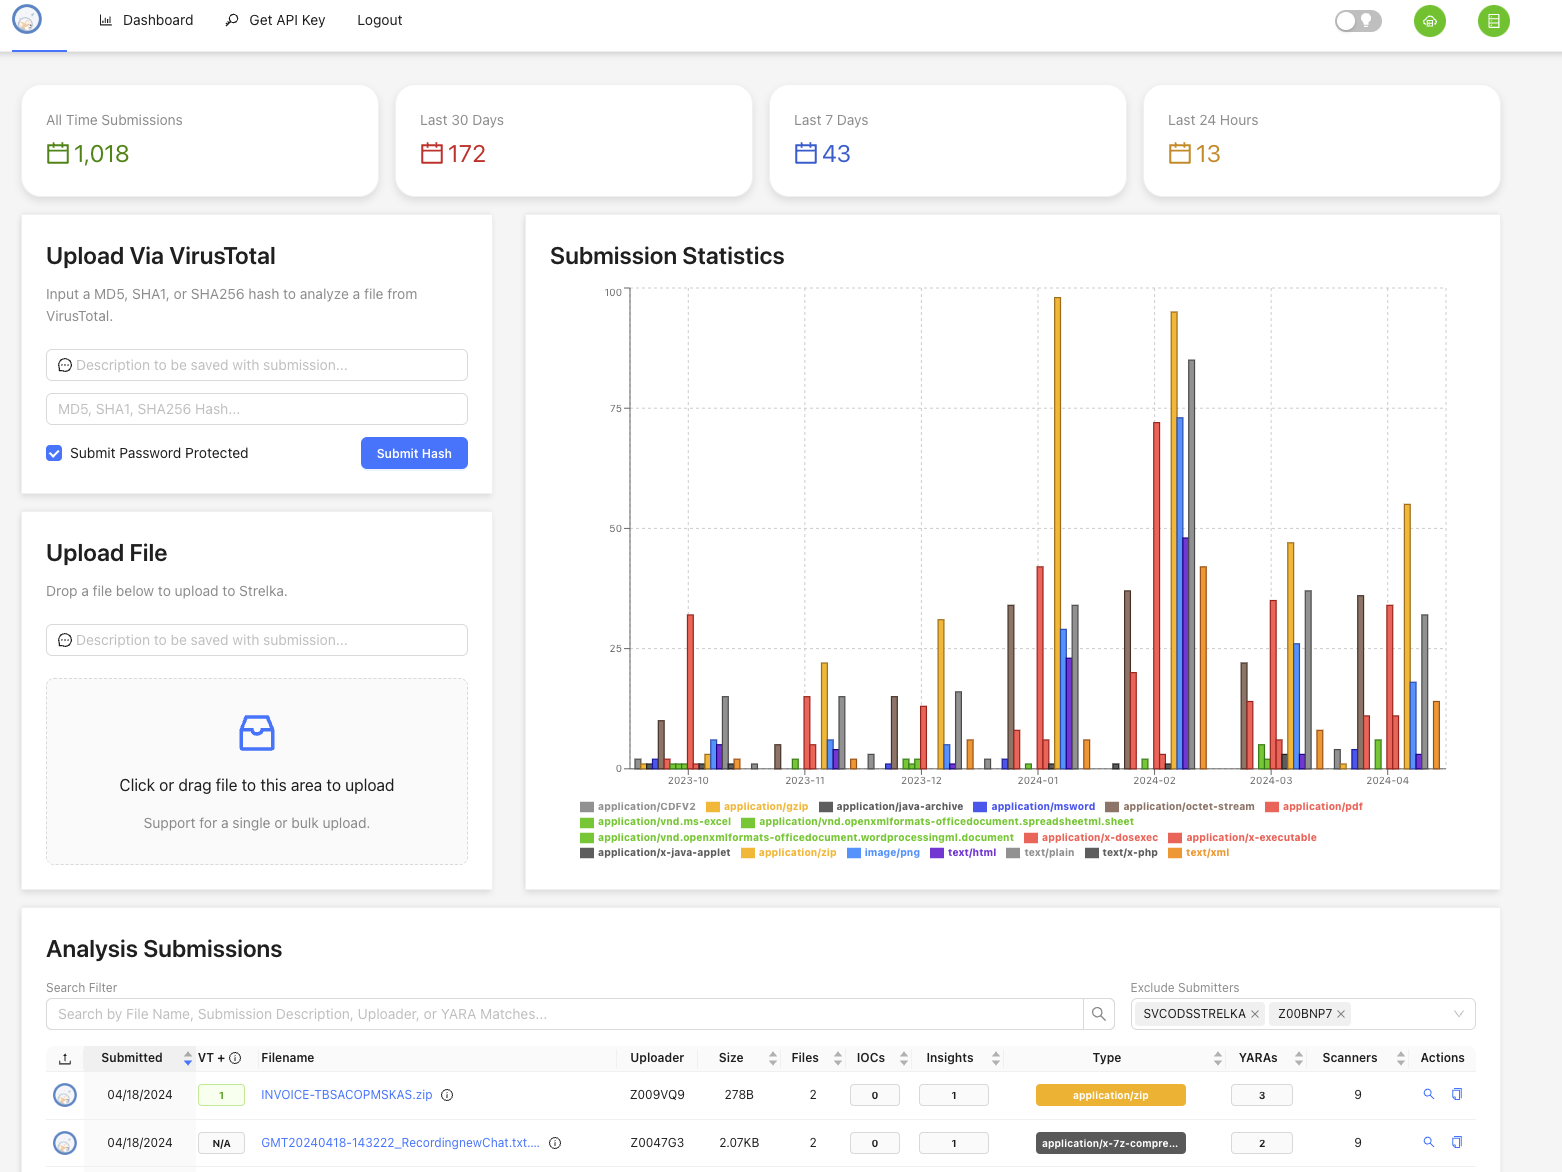 Dashboard
Get API Key
Logout
All Time Submissions
1,018
Last 30 Days
172
Last 7 Days
43
Last 24 Hours
13
Upload Via VirusTotal
Input a MD5, SHA1, or SHA256 hash to analyze a file from
VirusTotal.
Description to be saved with submission...
MD5, SHA1, SHA256 Hash...
Submit Password Protected
Submit Hash
Upload File
Drop a file below to upload to Strelka.
Description to be saved with submission...
Click or drag file to this area to upload
Support for a single or bulk upload.
Submission Statistics
100
75
50
25
0
2023-10 2023-11 2023-12 2024-01 2024-02 2024-03 2024-04
application/CDFV2 application/gzip application/java-archive application/msword application/octet-stream application/pdf
application/vnd.ms-excel application/vnd.openxmlformats-officedocument.spreadsheetml.sheet
application/vnd.openxmlformats-officedocument.wordprocessingml.document application/x-dosexec application/x-executable
application/x-java-applet application/zip image/png text/html text/plain text/x-php text/xml
Analysis Submissions
Search Filter
Search by File Name, Submission Description, Uploader, or YARA Matches...
Exclude Submitters
SVCODSSTRELKA Z00BNP7
Submitted VT + Filename Uploader Size Files IOCs Insights Type YARAs Scanners Actions
04/18/2024 1 INVOICE-TBSACOPMSKAS.zip Z009VQ9 278B 2 0 1 application/zip 3 9
04/18/2024 N/A GMT20240418-143222_RecordingnewChat.txt.... Z0047G3 2.07KB 2 0 1 application/x-7z-compre... 2 9